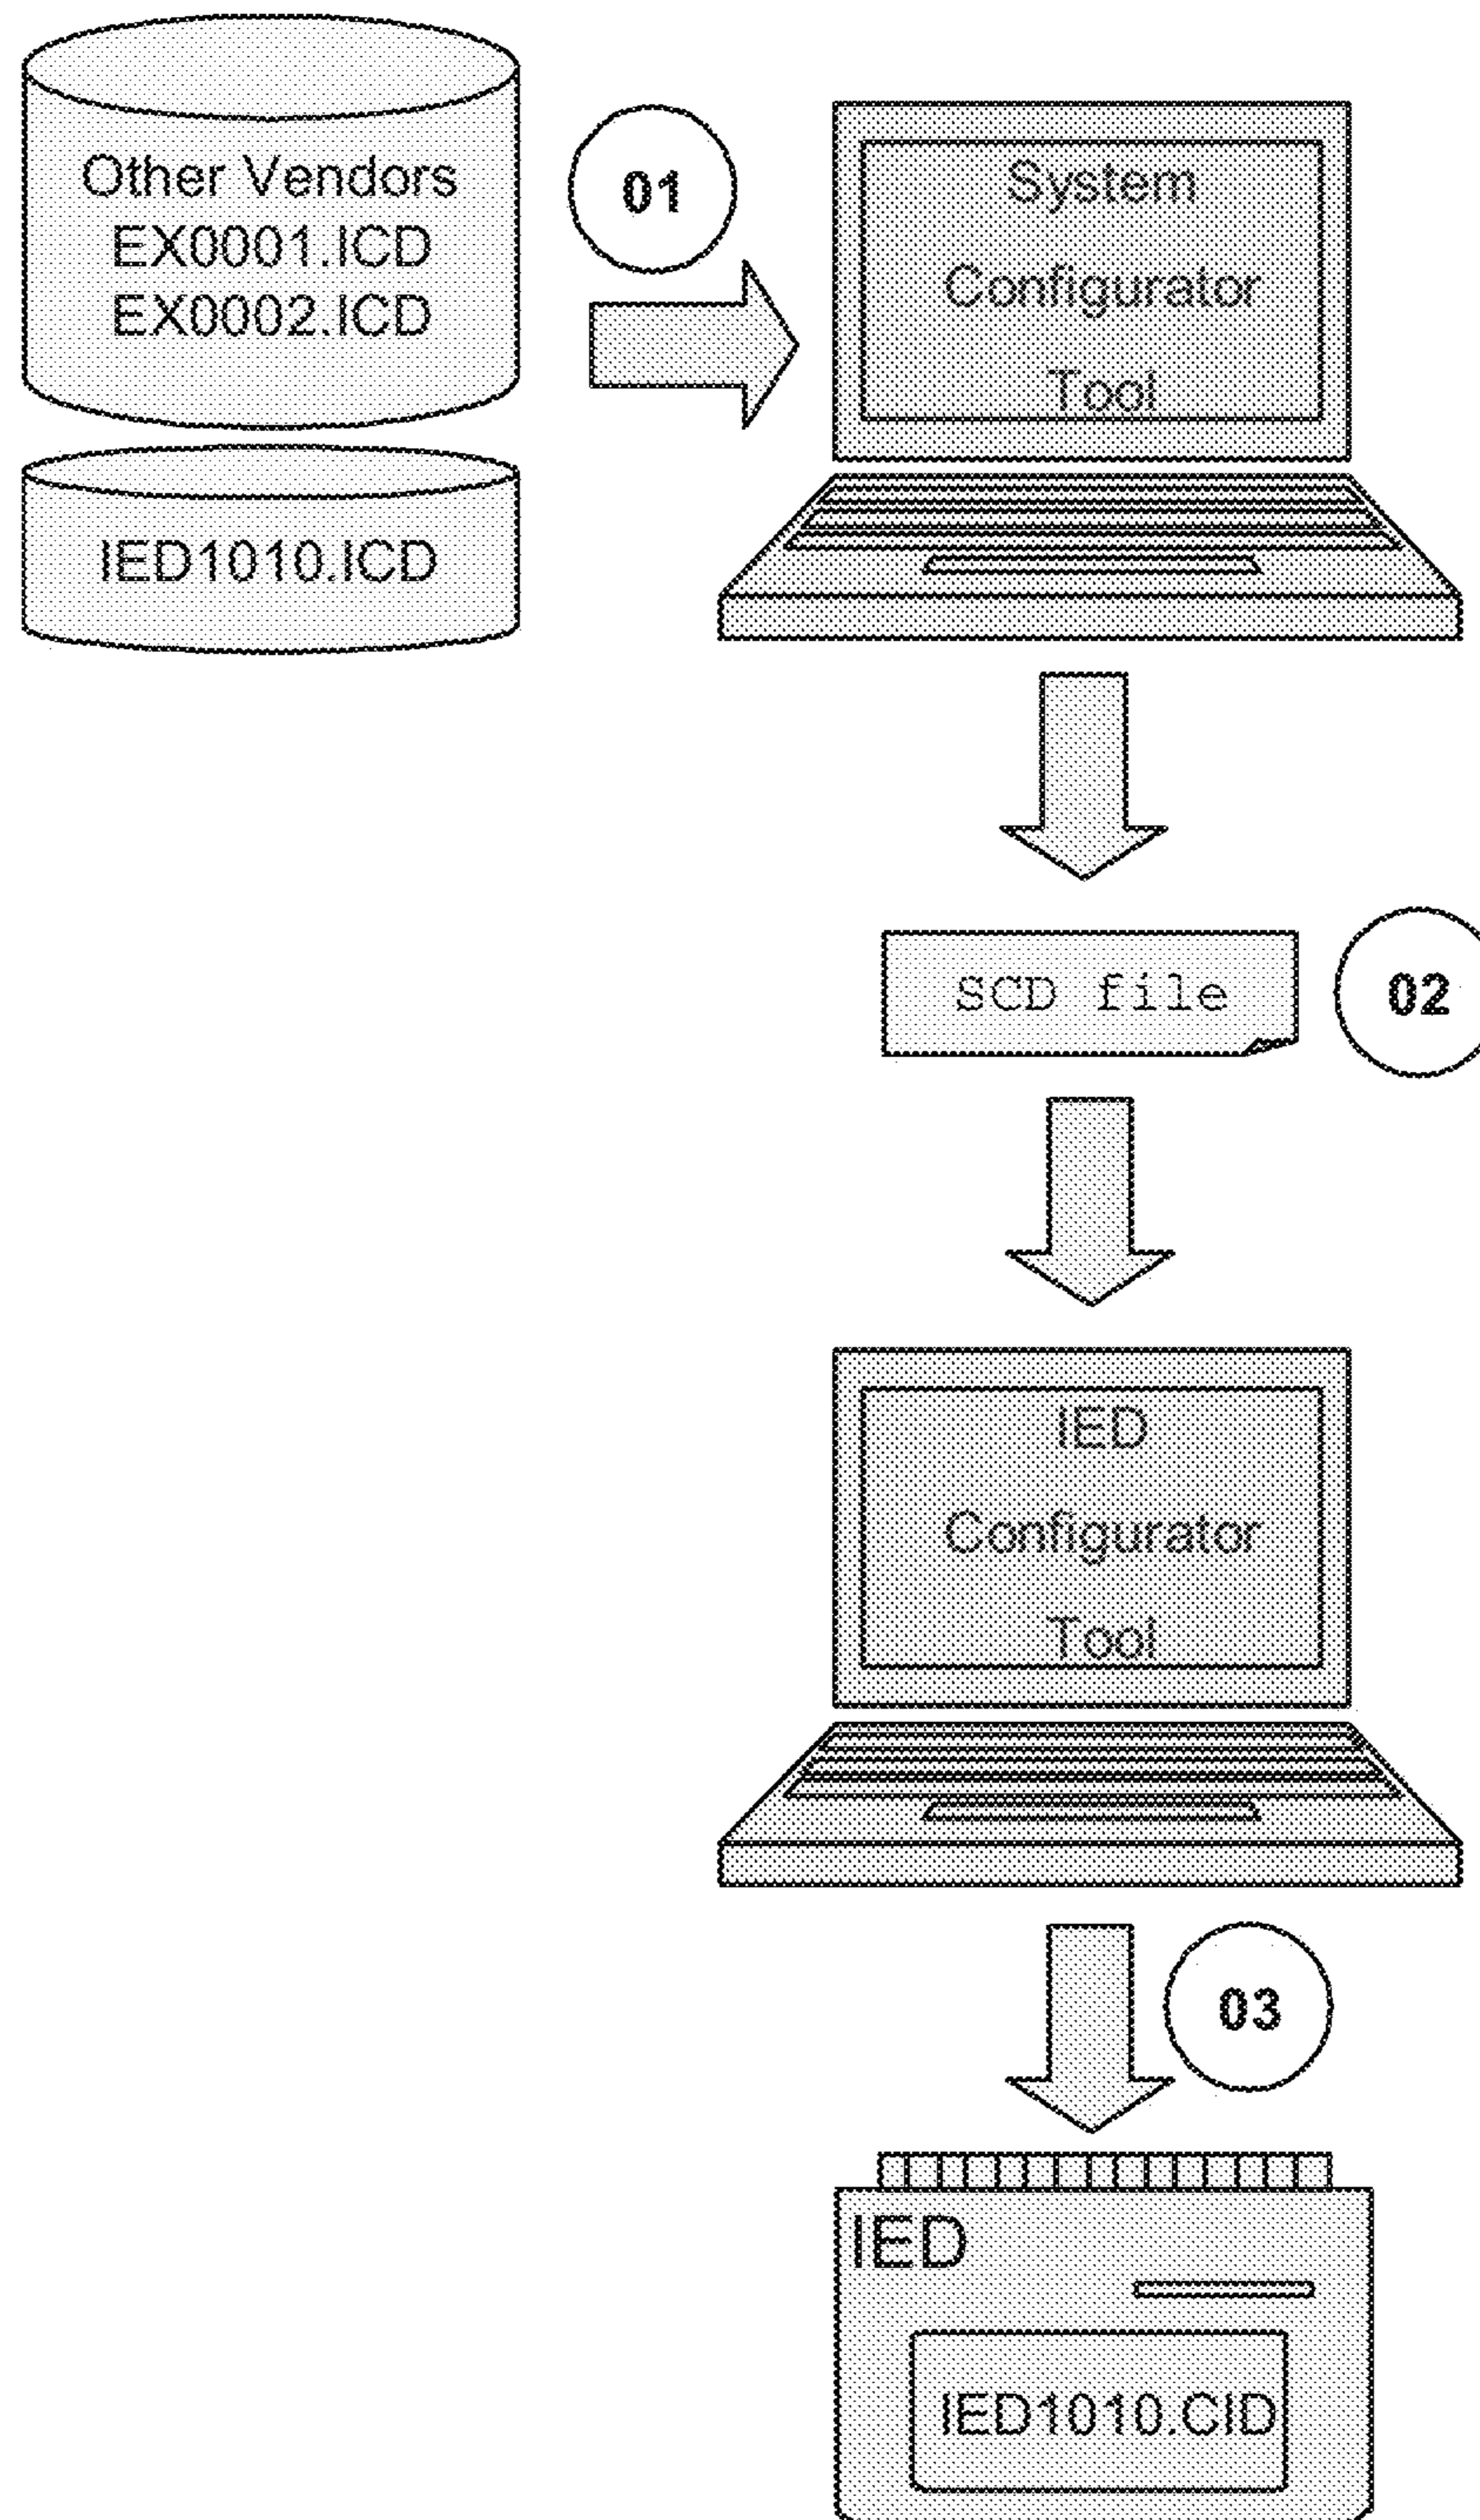 Other Vendors
EX0001.ICD
EX0002.ICD
IED1010.ICD
01
System
Configurator
Tool
SCD file
02
IED
Configurator
Tool
03
IED
IED1010.CID